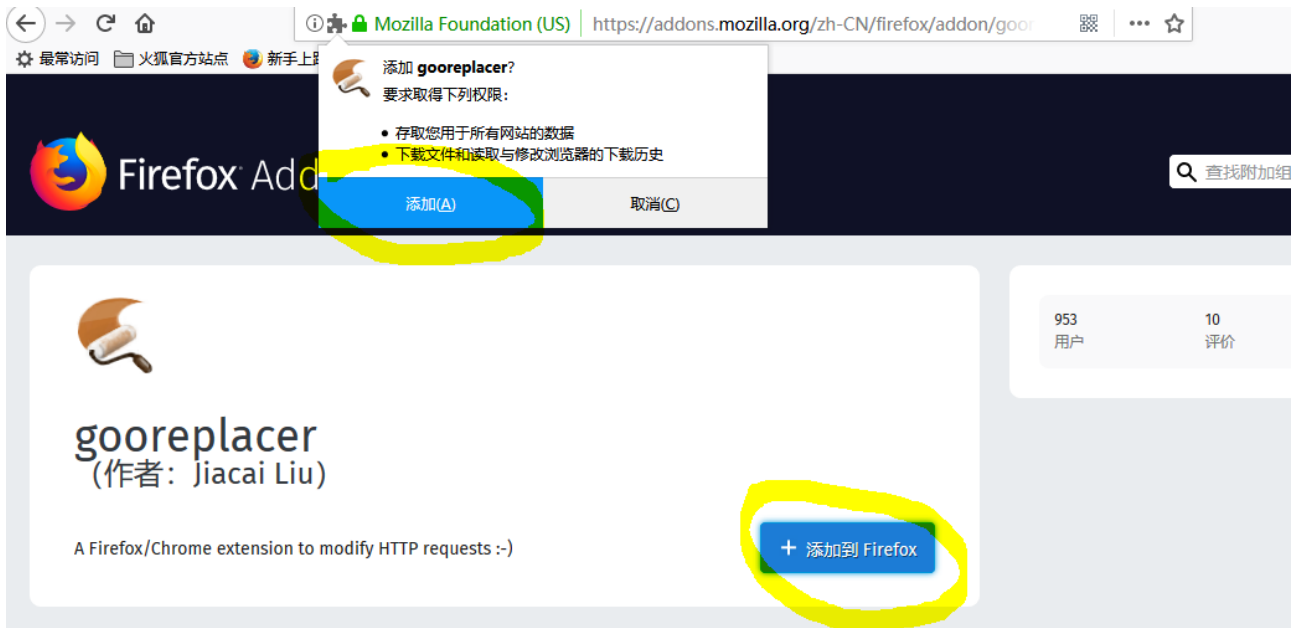 Mozilla Foundation (US) https://addons.mozilla.org/zh-CN/firefox/addon/goor
最常访问 火狐官方站点 新手上
添加 gooreplacer?
要求取得下列权限：
• 存取您用于所有网站的数据
• 下载文件和读取与修改浏览器的下载历史
添加(A) 取消(C)
Firefox Add
查找附加组
953 10
用户 评价
gooreplacer
（作者：Jiacai Liu）
A Firefox/Chrome extension to modify HTTP requests :-)
+ 添加到 Firefox